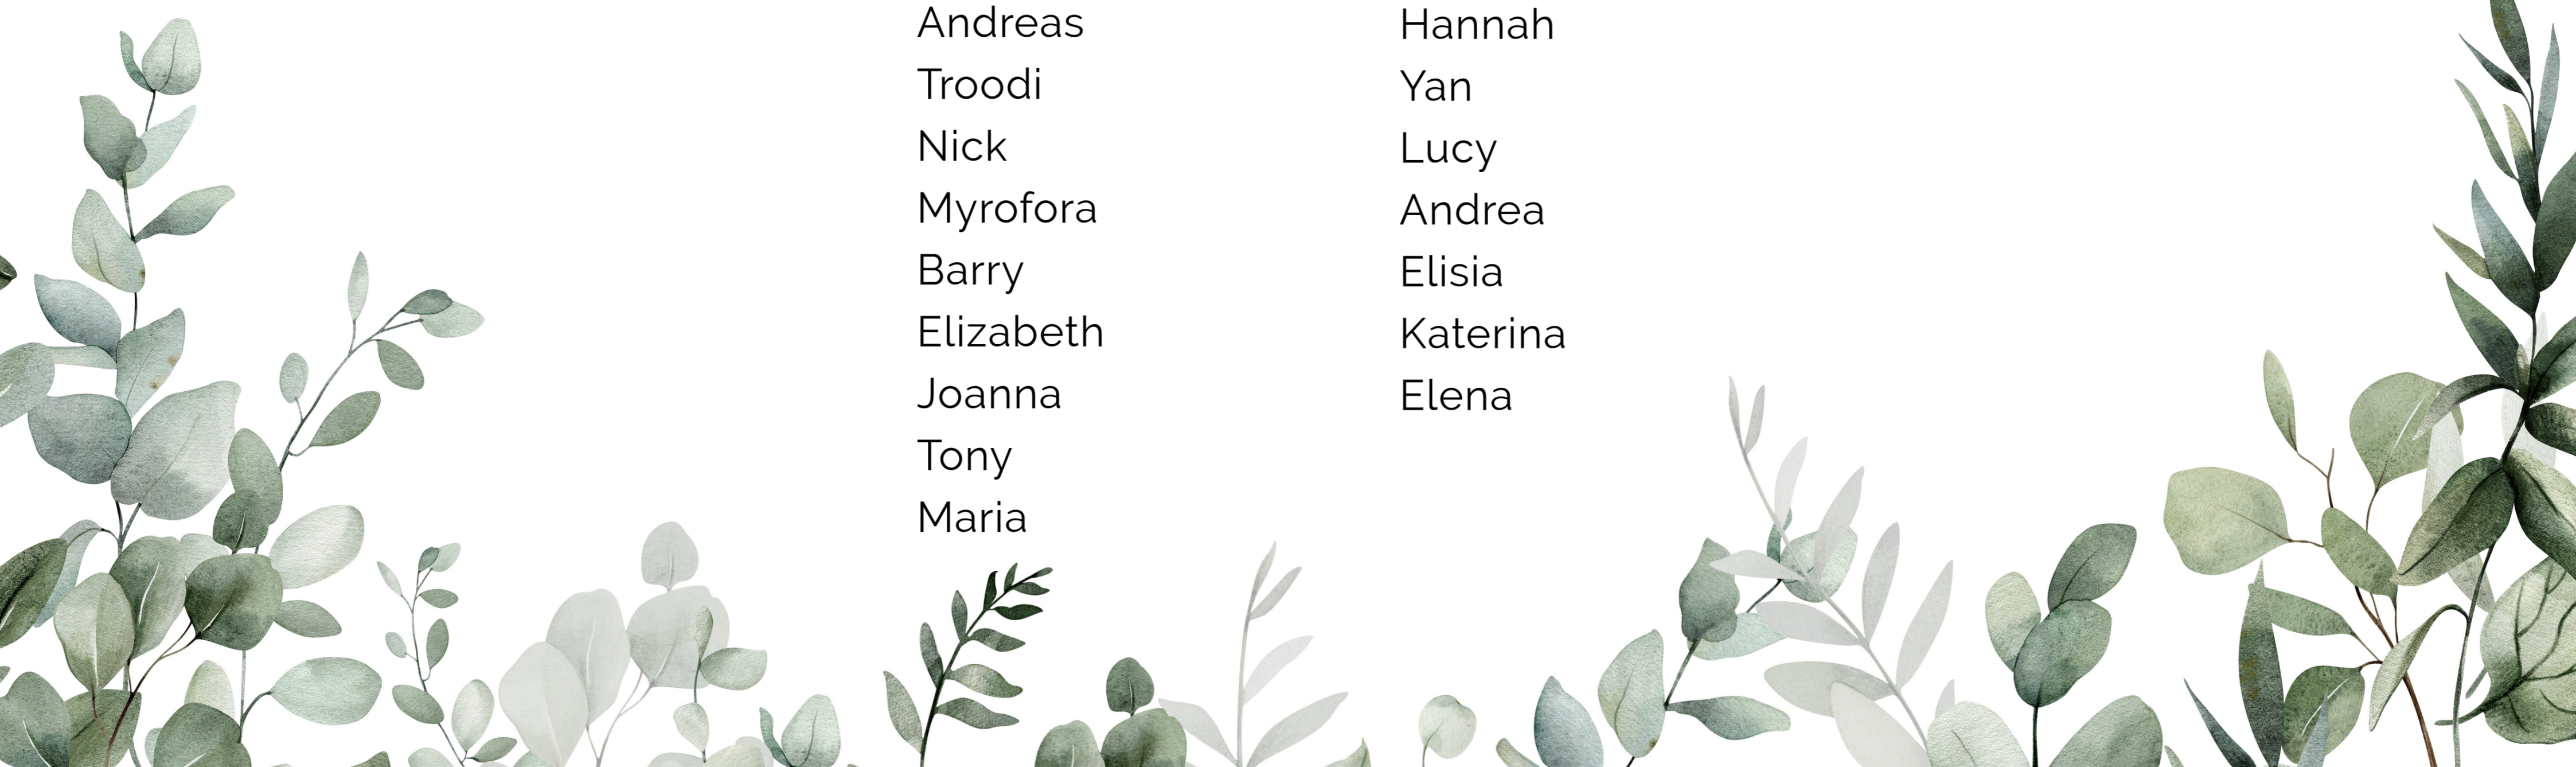 Andreas
Troodi
Nick
Myrofora
Barry
Elizabeth
Joanna
Tony
Maria
Hannah
Yan
Lucy
Andrea
Elisia
Katerina
Elena